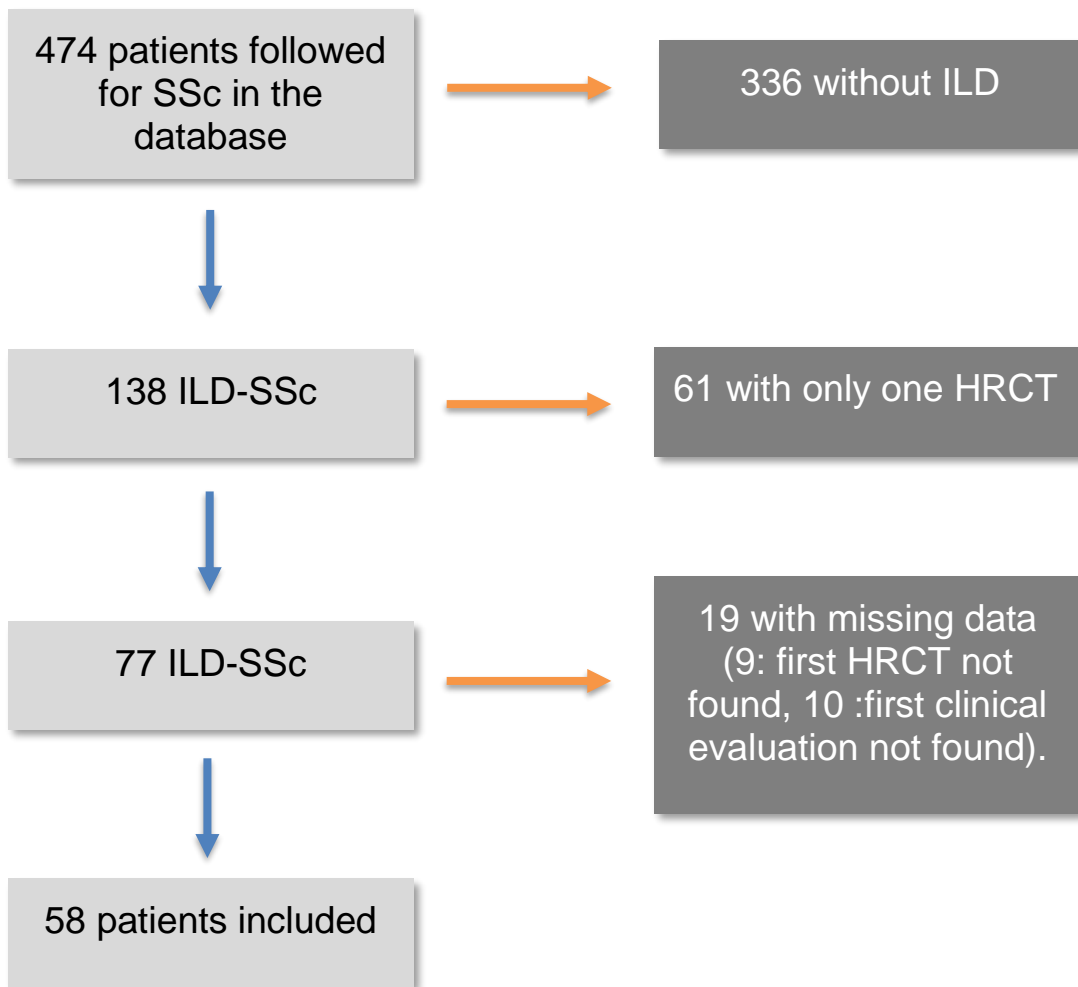 474 patients followed
for SSc in the
database
336 without ILD
138 ILD-SSc
61 with only one HRCT
77 ILD-SSc
19 with missing data
(9: first HRCT not
found, 10 :first clinical
evaluation not found).
58 patients included